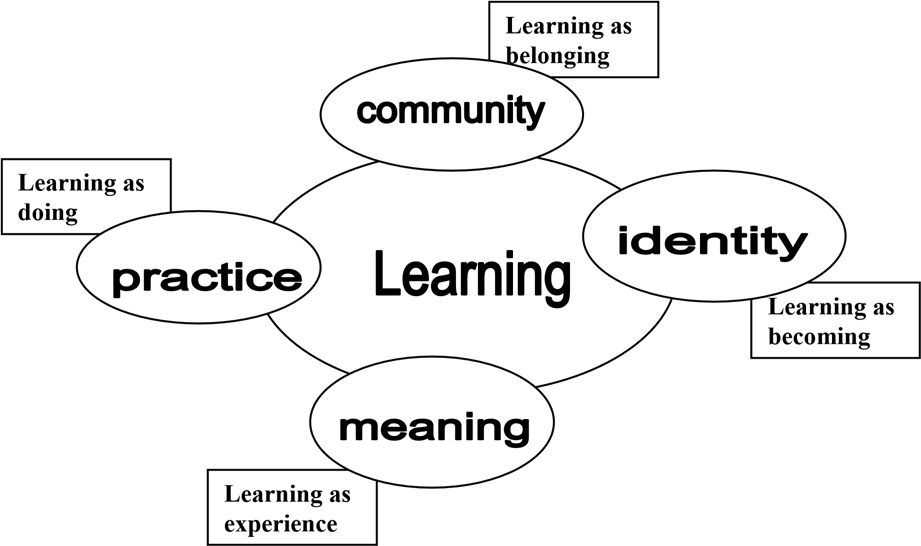 Learning as
belonging
community
Learning as
doing
practice
Learning
identity
Learning as
becoming
meaning
Learning as
experience